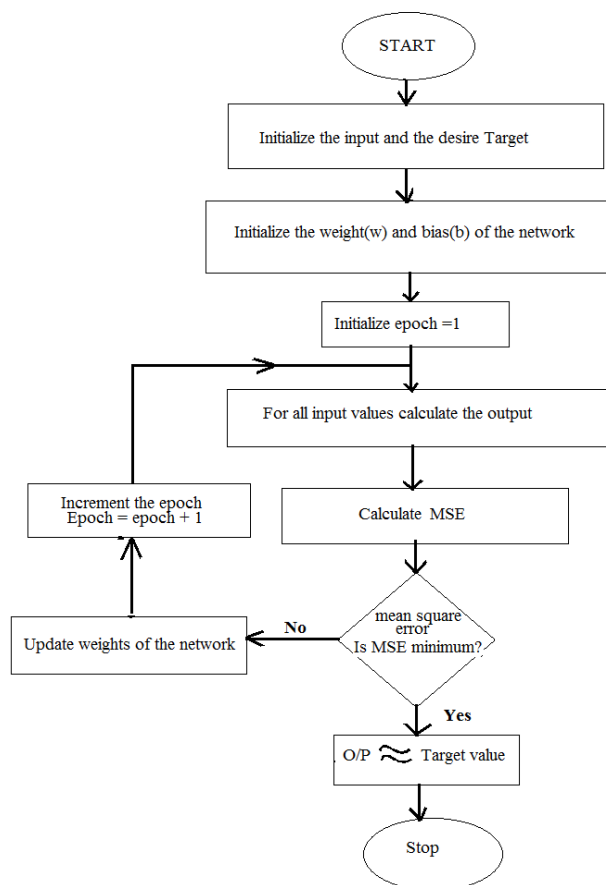 START
Initialize the input and the desire Target
Initialize the weight(w) and bias(b) of the network
Initialize epoch =1
For all input values calculate the output
Calculate MSE
mean square
error
Is MSE minimum?
No
Update weights of the network
Increment the epoch
Epoch = epoch + 1
Yes
O/P ≈ Target value
Stop